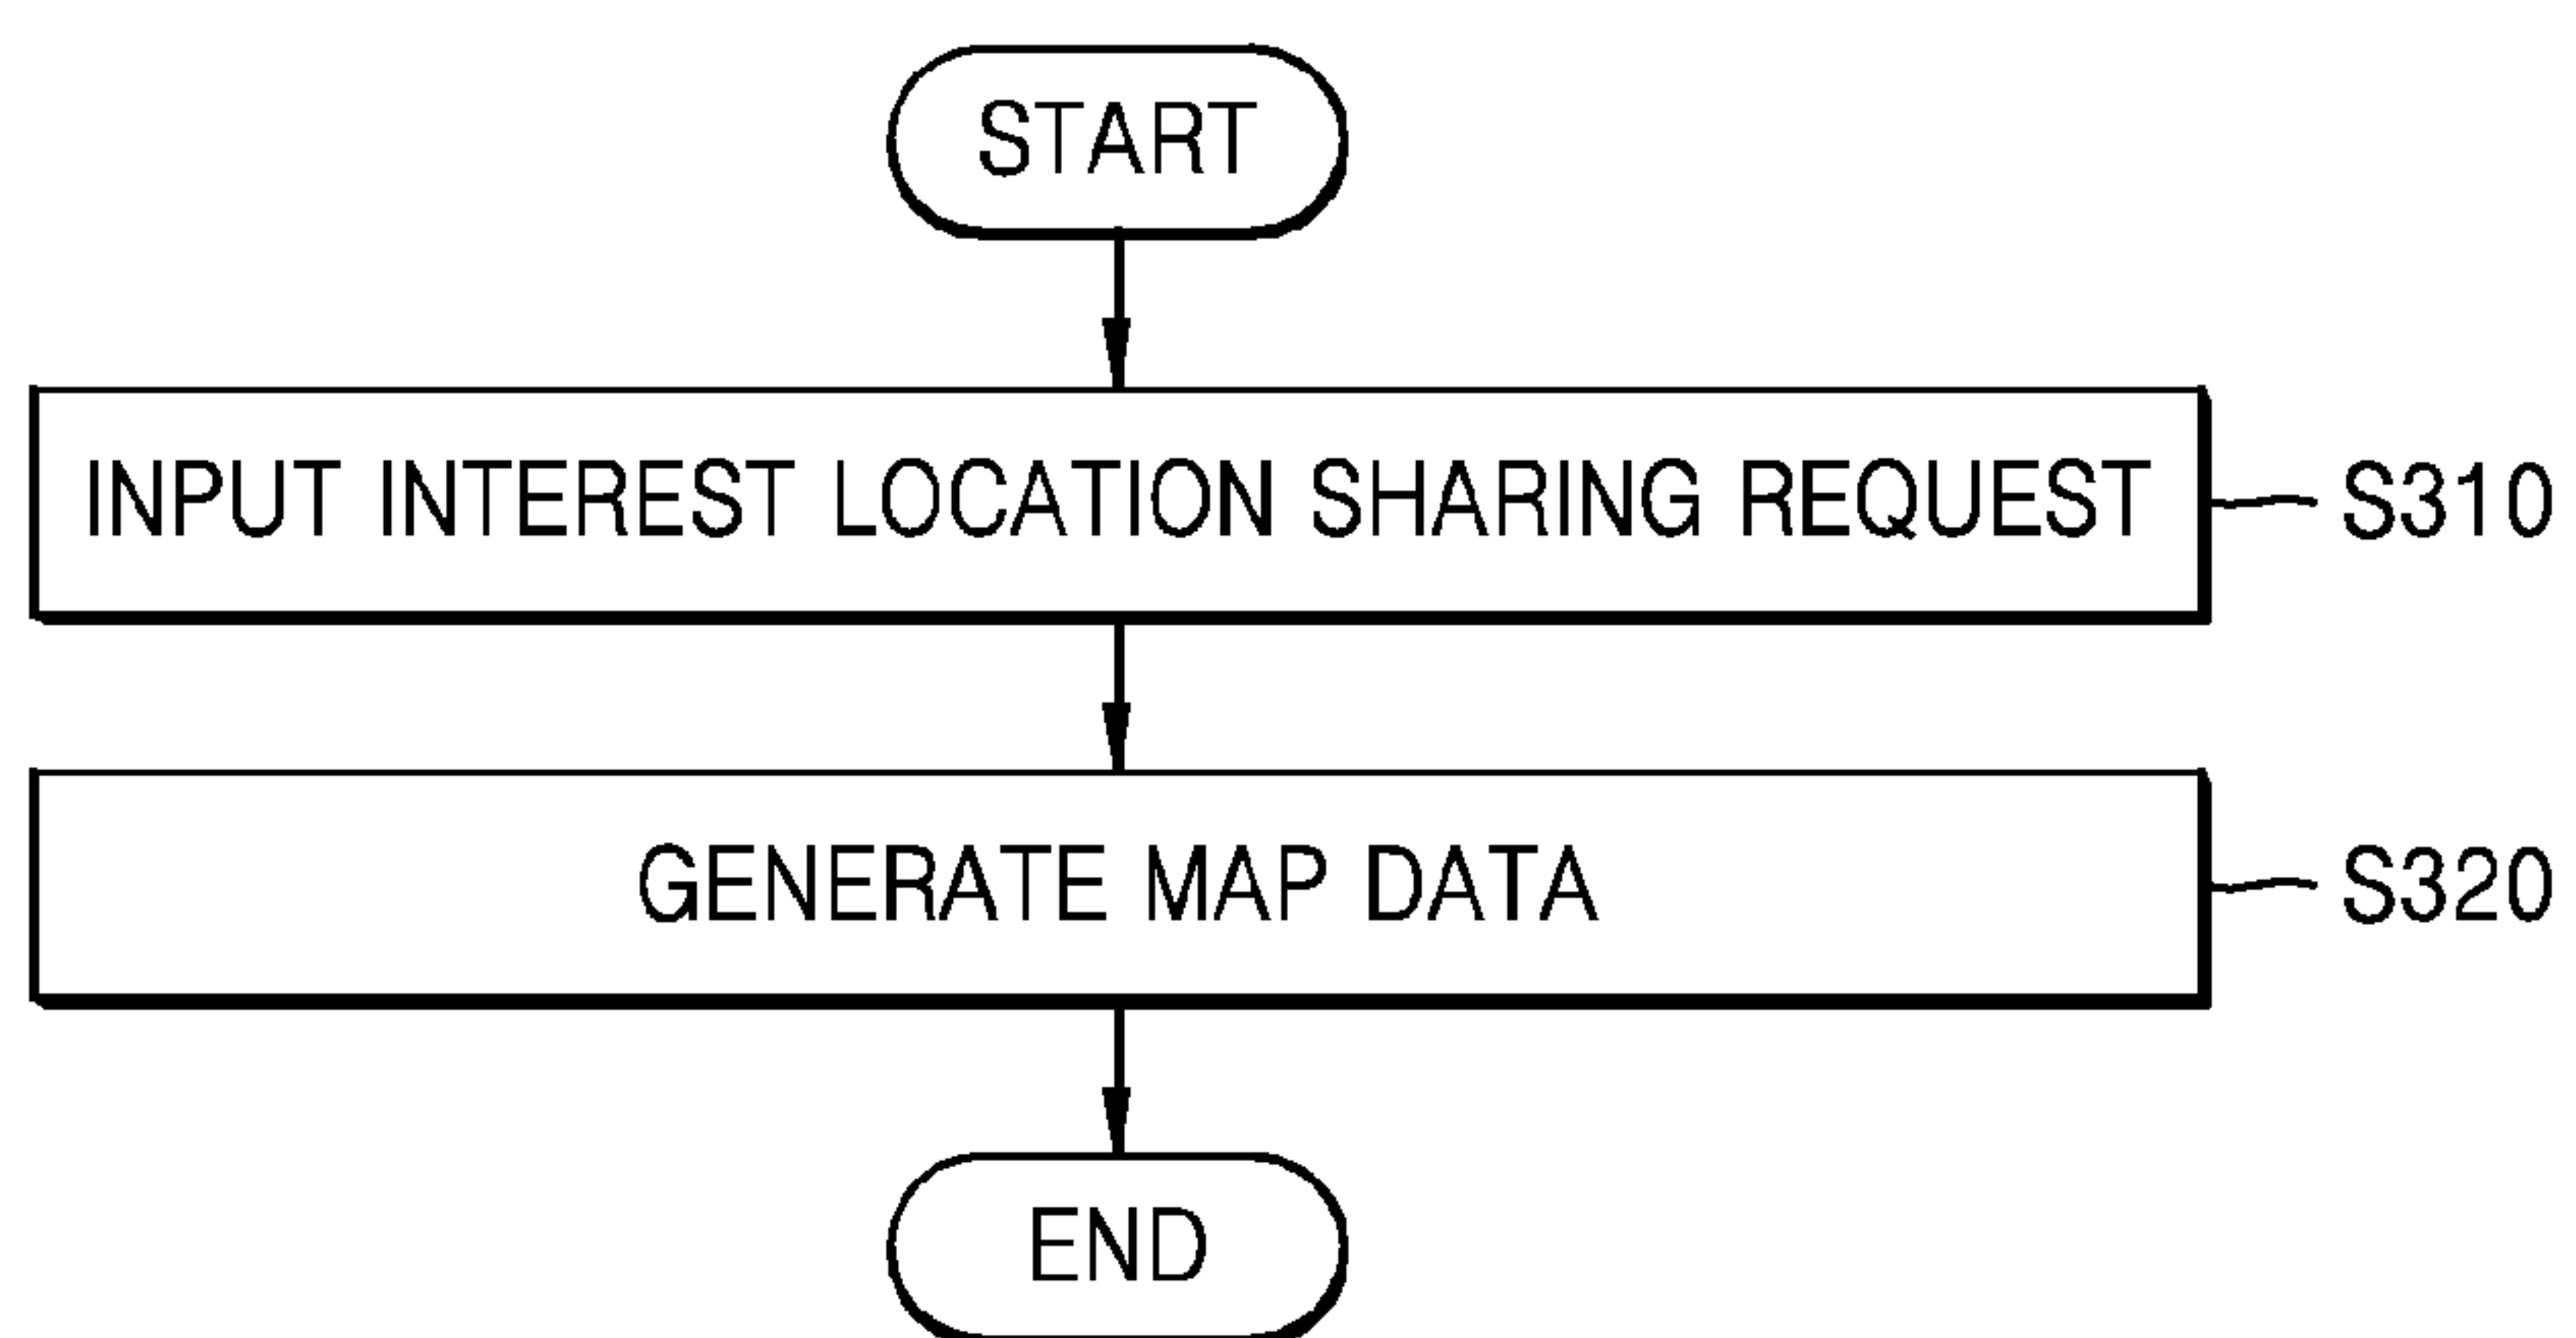 START
INPUT INTEREST LOCATION SHARING REQUEST
S310
GENERATE MAP DATA
S320
END